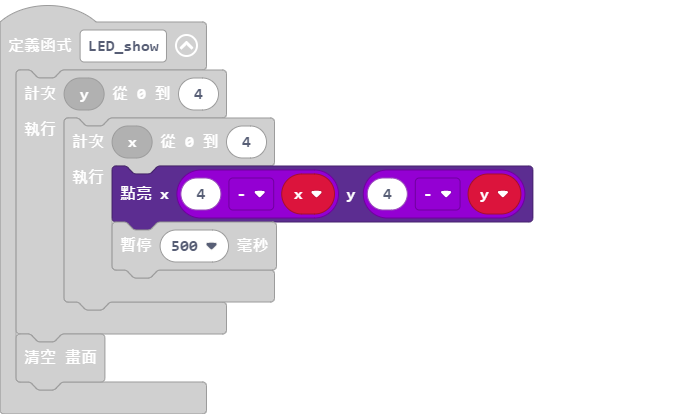 定義函式 LED_show
計次 y 從 0 到 4
執行
計次 x 從 0 到 4
執行
點亮 x 4 - x y 4 - y
暫停 500 毫秒
清空 畫面